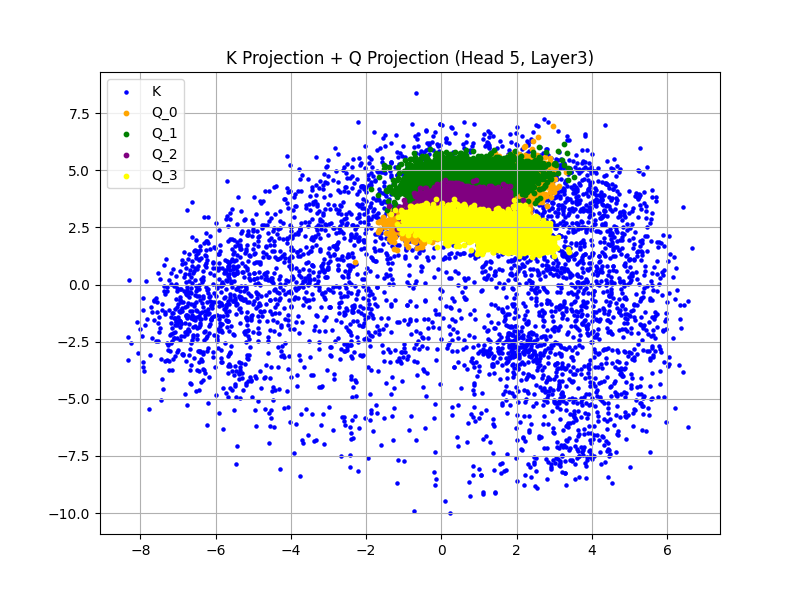 K Projection + Q Projection (Head 5, Layer3)
K
Q_0
Q_1
Q_2
Q_3
7.5
5.0
2.5
0.0
−2.5
−5.0
−7.5
−10.0
−8 −6 −4 −2 0 2 4 6